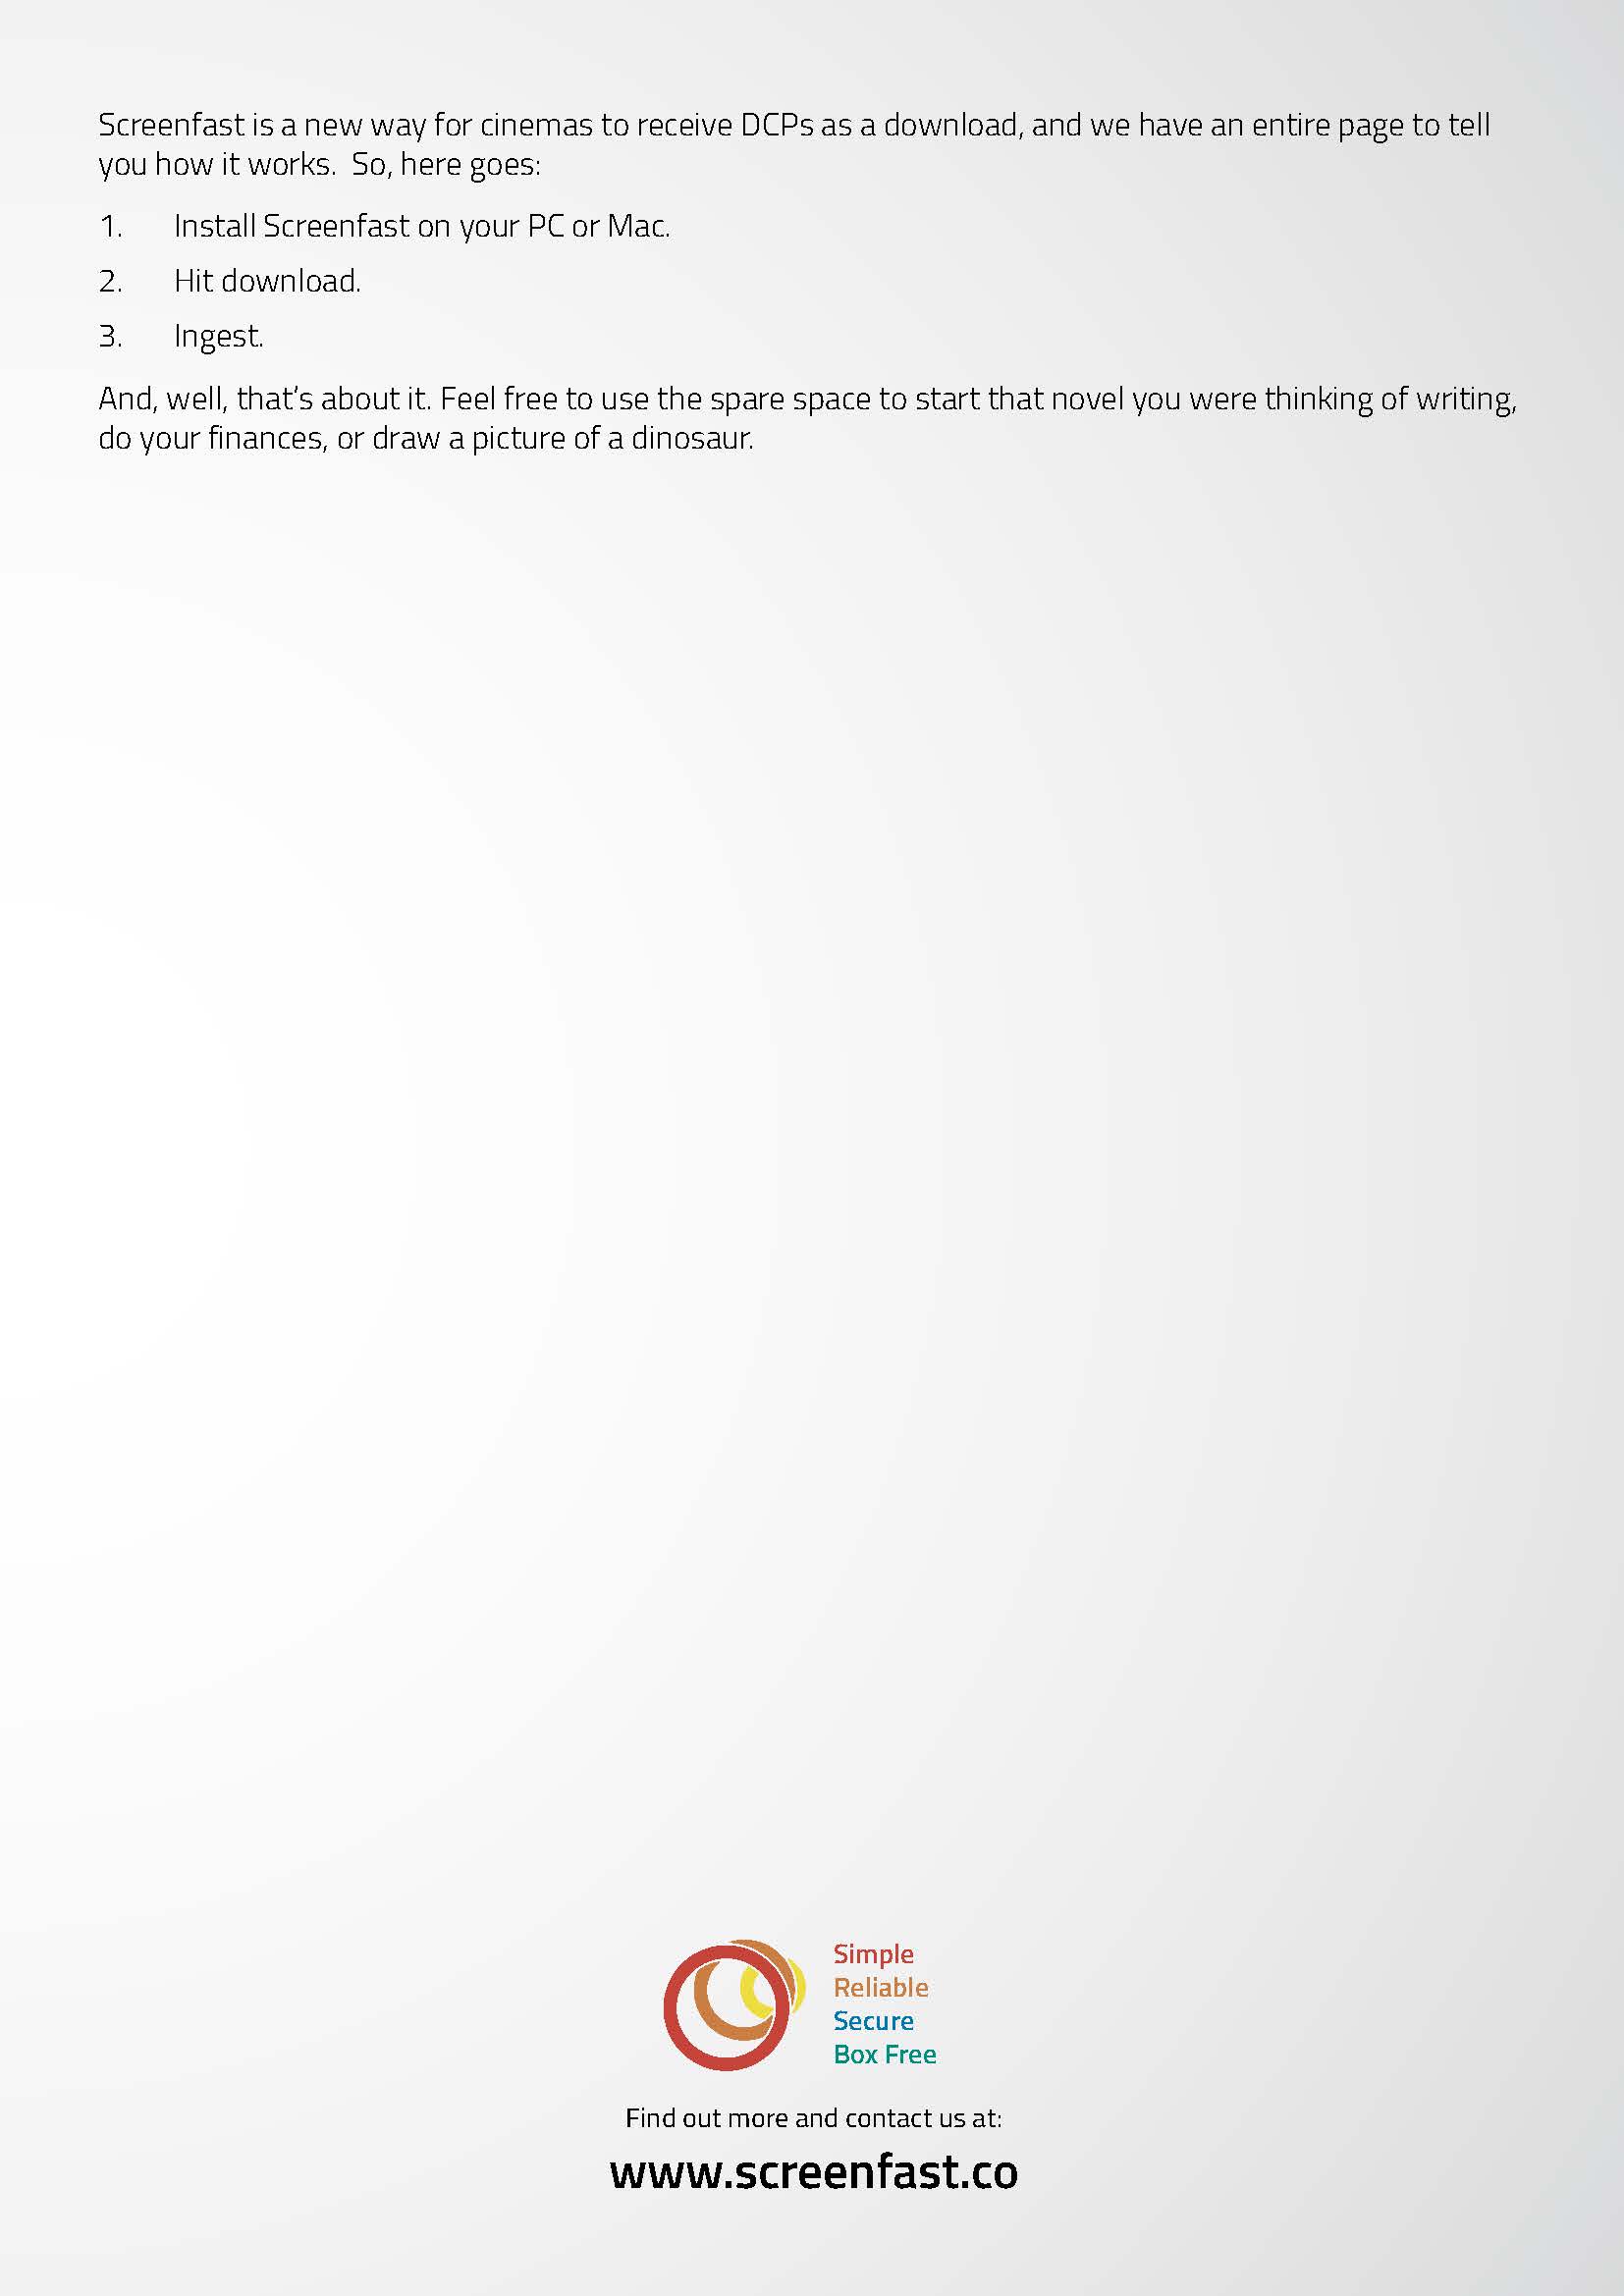 Screenfast is a new way for cinemas to receive DCPs as a download, and we have an entire page to tell
you how it works.  So, here goes:
1. Install Screenfast on your PC or Mac.
2. Hit download.
3. Ingest.
And, well, that's about it. Feel free to use the spare space to start that novel you were thinking of writing,
do your finances, or draw a picture of a dinosaur.
Simple
Reliable
Secure
Box Free
Find out more and contact us at:
www.screenfast.co